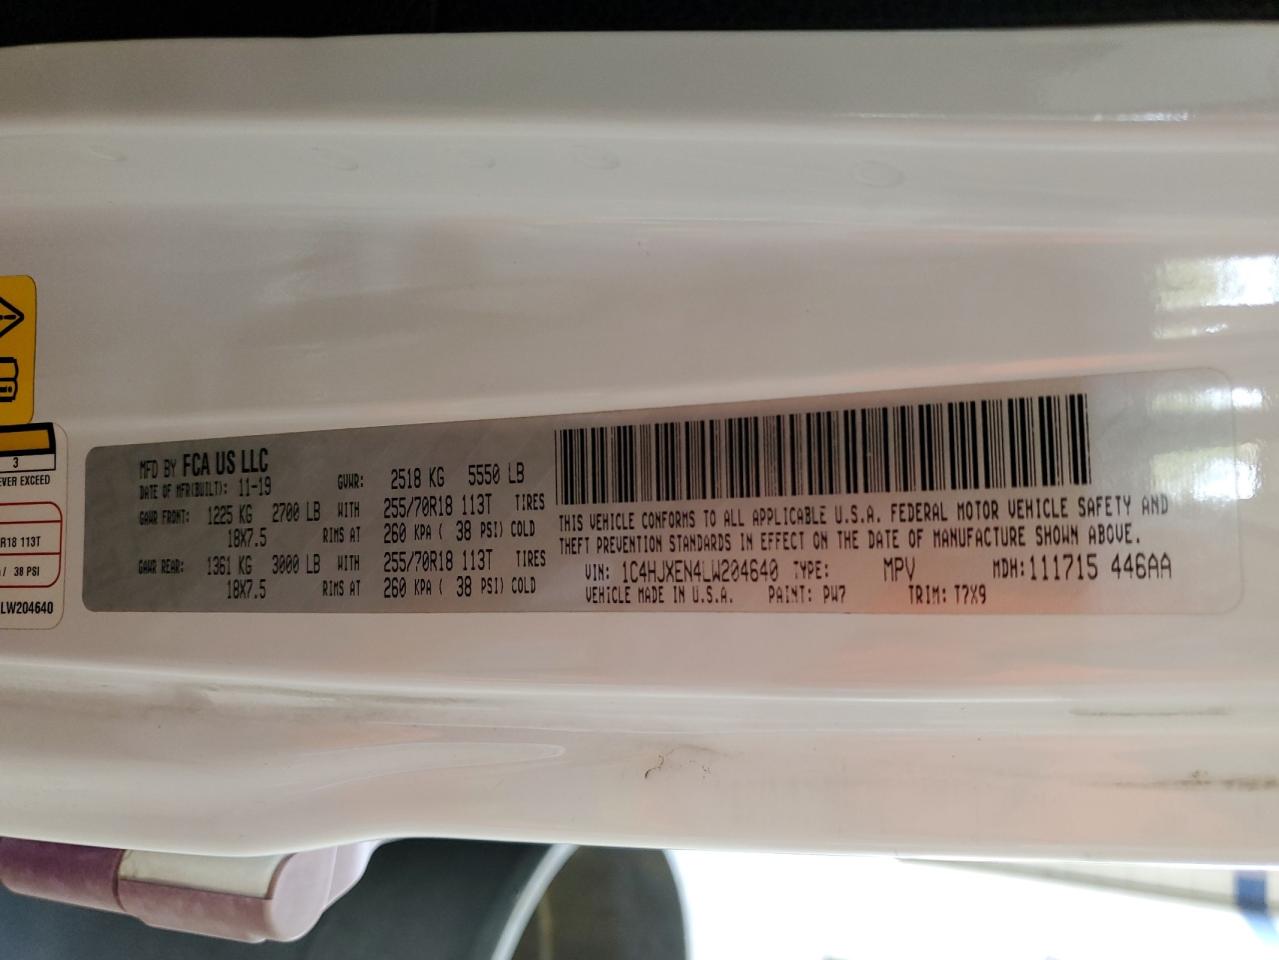 3
EVER EXCEED
R18 113T
/ 38 PSI
LW204640
MFD BY FCA US LLC
DATE OF MFR(BUILT): 11-19 GVWR: 2518 KG 5550 LB
GAWR FRONT: 1225 KG 2700 LB WITH 255/70R18 113T TIRES
18X7.5 RIMS AT 260 KPA ( 38 PSI) COLD
GAWR REAR: 1361 KG 3000 LB WITH 255/70R18 113T TIRES
18X7.5 RIMS AT 260 KPA ( 38 PSI) COLD
THIS VEHICLE CONFORMS TO ALL APPLICABLE U.S.A. FEDERAL MOTOR VEHICLE SAFETY AND
THEFT PREVENTION STANDARDS IN EFFECT ON THE DATE OF MANUFACTURE SHOWN ABOVE.
VIN: 1C4HJXEN4LW204640 TYPE: MPV MDH:111715 446AA
VEHICLE MADE IN U.S.A. PAINT: PW7 TRIM: T7X9